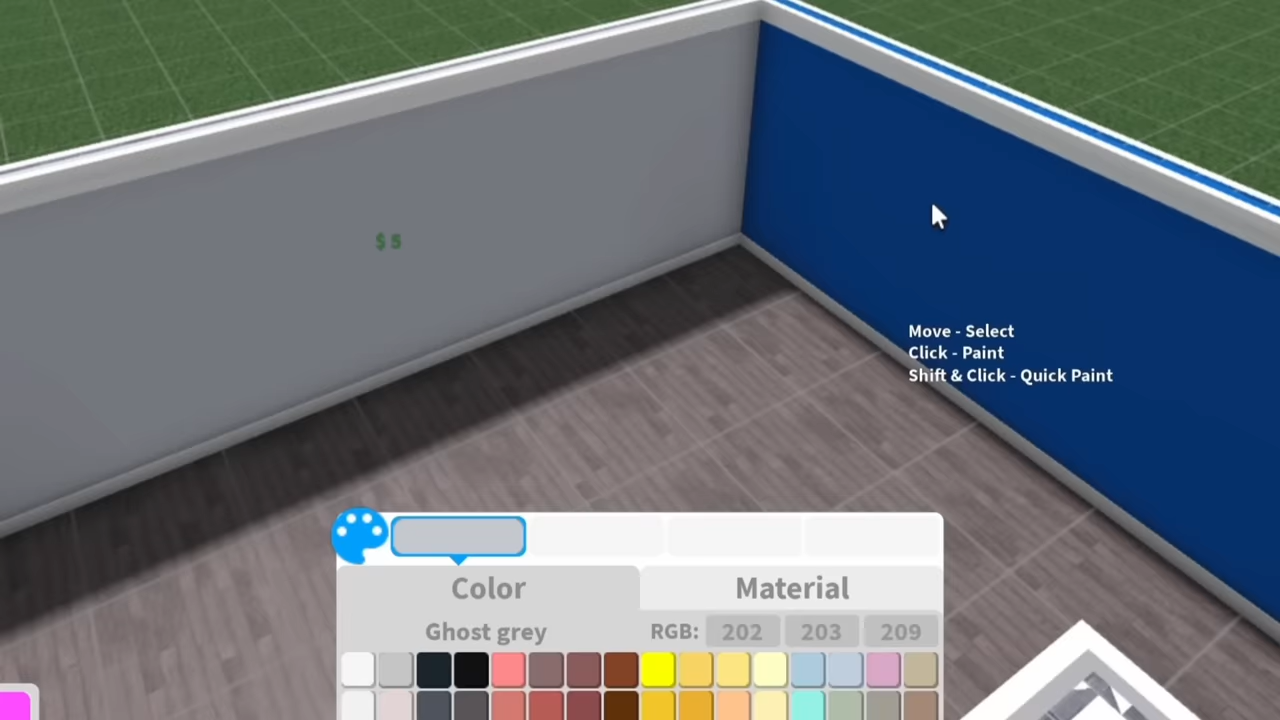 $ 5
Move - Select
Click - Paint
Shift & Click - Quick Paint
Color
Material
Ghost grey
RGB: 202 203 209